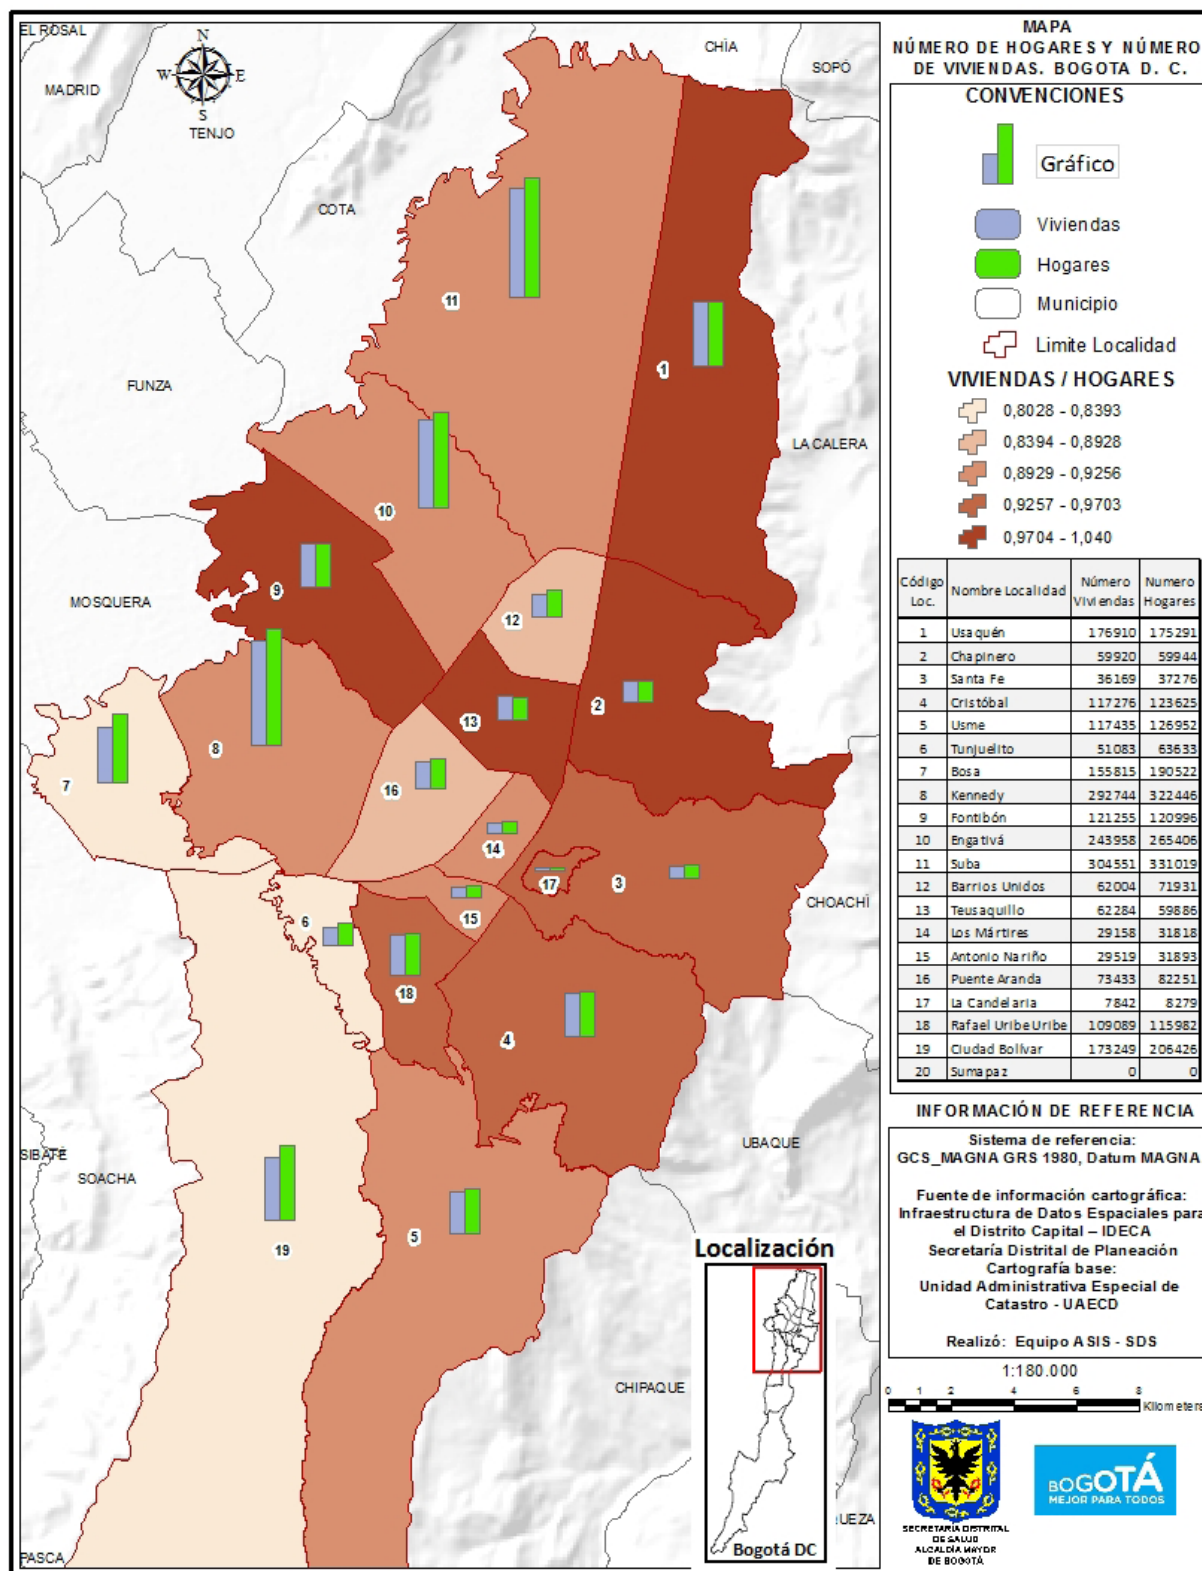 EL ROSAL
MADRID
N
W E
S
TENJO
CHÍA
SOPÓ
COTA
FUNZA
LA CALERA
MOSQUERA
CHOACHÍ
UBAQUE
SIBATÉ
SOACHA
CHIPAQUE
UEZA
PASCA
11
1
10
9
12
2
13
8
7
16
14
17
3
6
15
18
4
5
19
Localización
Bogotá DC
MAPA
NÚMERO DE HOGARES Y NÚMERO
DE VIVIENDAS. BOGOTA D. C.
CONVENCIONES
Gráfico
Viviendas
Hogares
Municipio
Limite Localidad
VIVIENDAS / HOGARES
0,8028 - 0,8393
0,8394 - 0,8928
0,8929 - 0,9256
0,9257 - 0,9703
0,9704 - 1,040
Código Loc. Nombre Localidad Número Viviendas Numero Hogares
1 Usaquén 176910 175291
2 Chapinero 59920 59944
3 Santa Fe 36169 37276
4 Cristóbal 117276 123625
5 Usme 117435 126952
6 Tunjuelito 51083 63633
7 Bosa 155815 190522
8 Kennedy 292744 322446
9 Fontibón 121255 120996
10 Engativá 243958 265406
11 Suba 304551 331019
12 Barrios Unidos 62004 71931
13 Teusaquillo 62284 59886
14 Los Mártires 29158 31818
15 Antonio Nariño 29519 31893
16 Puente Aranda 73433 82251
17 La Candelaria 7842 8279
18 Rafael Uribe Uribe 109089 115982
19 Ciudad Bolívar 173249 206426
20 Sumapaz 0 0
INFORMACIÓN DE REFERENCIA
Sistema de referencia:
GCS_MAGNA GRS 1980, Datum MAGNA
Fuente de información cartográfica:
Infraestructura de Datos Espaciales para
el Distrito Capital – IDECA
Secretaría Distrital de Planeación
Cartografía base:
Unidad Administrativa Especial de
Catastro - UAECD
Realizó: Equipo ASIS - SDS
1:180.000
0 1 2 4 6 8
Kilometers
SECRETARÍA DISTRITAL
DE SALUD
ALCALDÍA MAYOR
DE BOGOTÁ
BOGOTÁ
MEJOR PARA TODOS